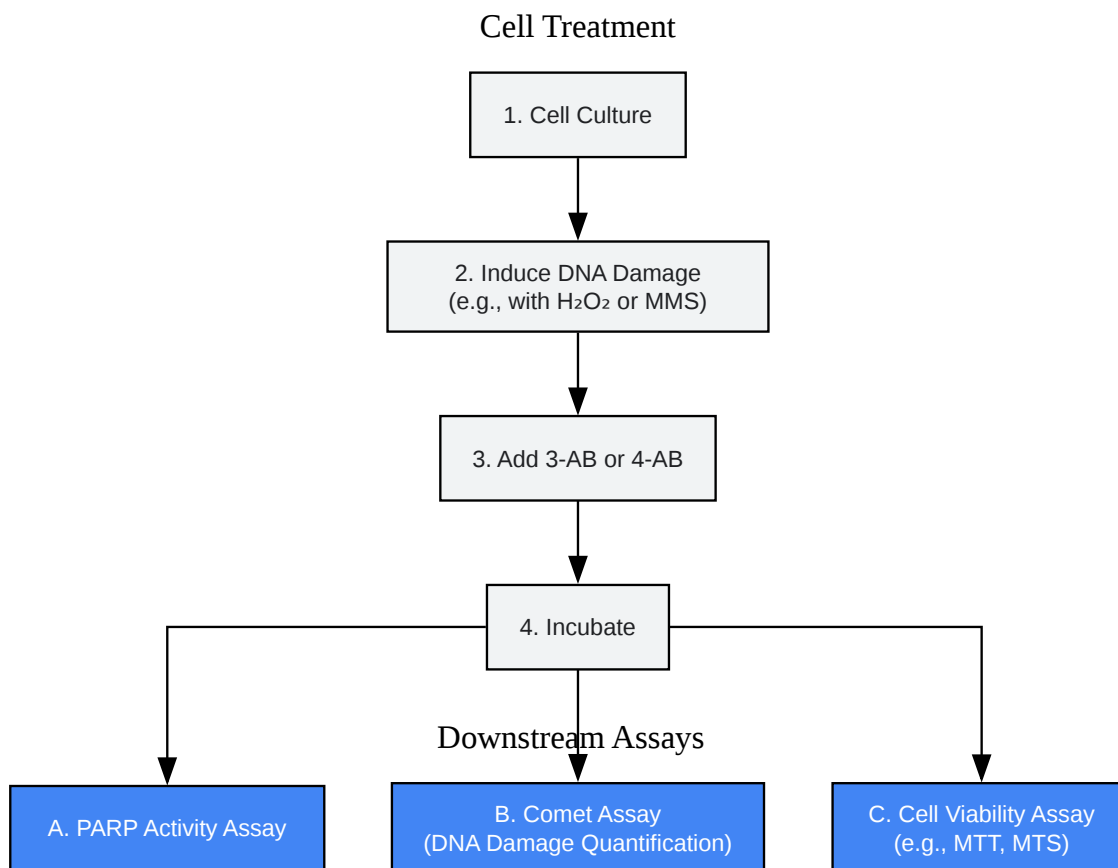 Cell Treatment
1. Cell Culture
2. Induce DNA Damage
(e.g., with H₂O₂ or MMS)
3. Add 3-AB or 4-AB
4. Incubate
Downstream Assays
A. PARP Activity Assay
B. Comet Assay
(DNA Damage Quantification)
C. Cell Viability Assay
(e.g., MTT, MTS)